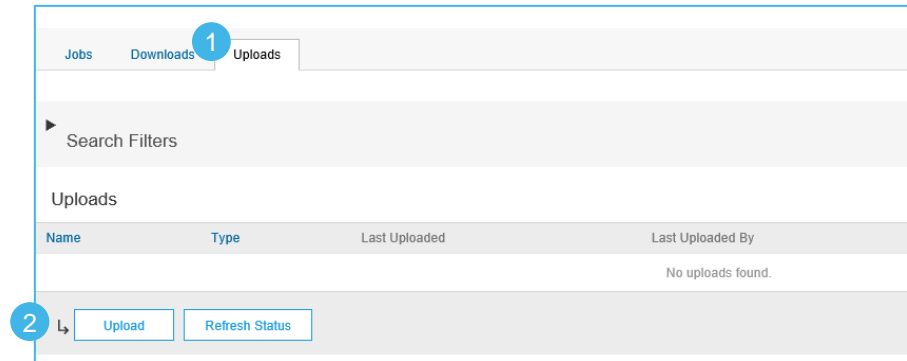 1
Jobs Downloads Uploads
Search Filters
Uploads
Name Type Last Uploaded Last Uploaded By
No uploads found.
2 Upload Refresh Status